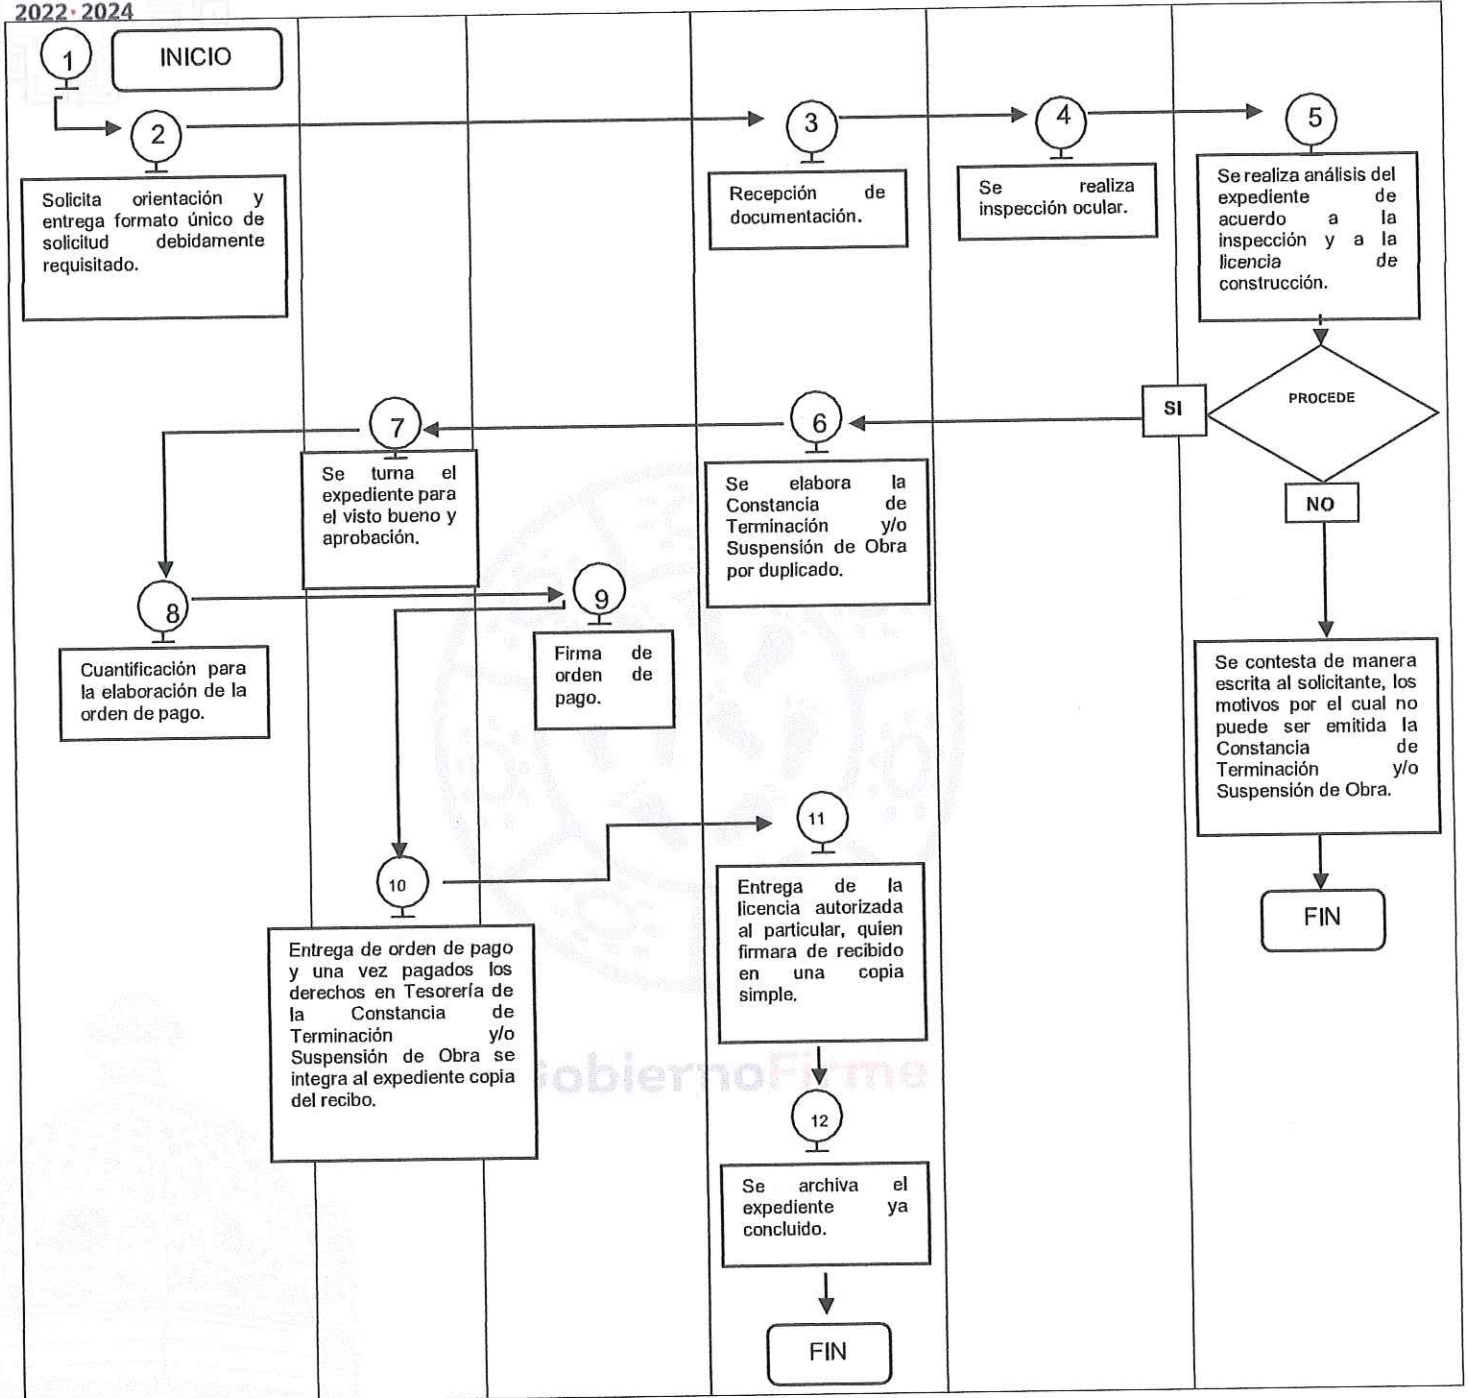 2022·2024
1
INICIO
2
3
4
5
Solicita orientación y
entrega formato único de
solicitud debidamente
requisitado.
Recepción de
documentación.
Se realiza
inspección ocular.
Se realiza análisis del
expediente de
acuerdo a la
inspección y a la
licencia de
construcción.
PROCEDE
SI
NO
6
7
Se turna el
expediente para
el visto bueno y
aprobación.
Se elabora la
Constancia de
Terminación y/o
Suspensión de Obra
por duplicado.
8
9
Cuantificación para
la elaboración de la
orden de pago.
Firma de
orden de
pago.
Se contesta de manera
escrita al solicitante, los
motivos por el cual no
puede ser emitida la
Constancia de
Terminación y/o
Suspensión de Obra.
FIN
10
11
Entrega de orden de pago
y una vez pagados los
derechos en Tesorería de
la Constancia de
Terminación y/o
Suspensión de Obra se
integra al expediente copia
del recibo.
Entrega de la
licencia autorizada
al particular, quien
firmara de recibido
en una copia
simple.
obiernoFirme
12
Se archiva el
expediente ya
concluido.
FIN